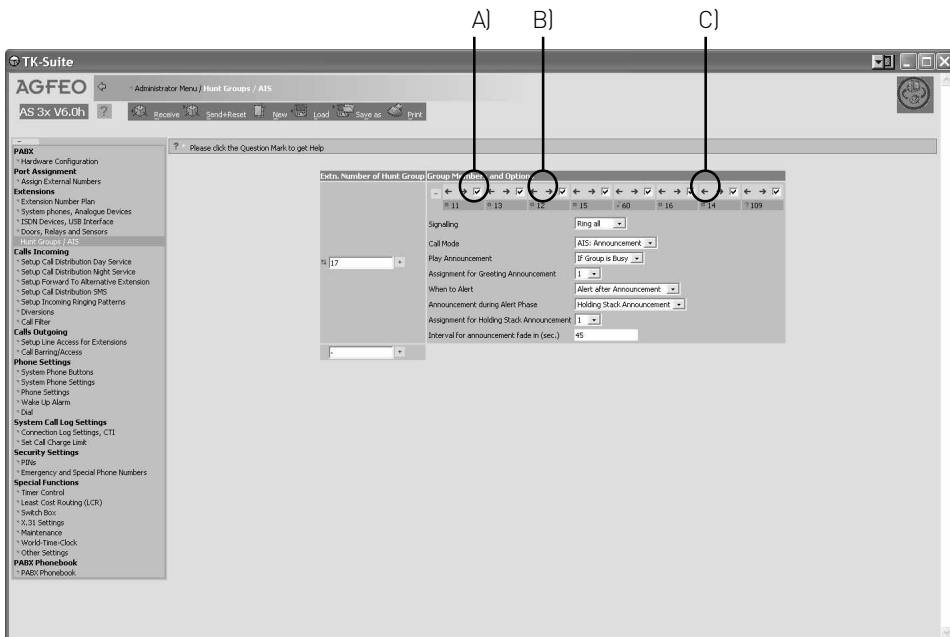 A) B) C)
TK-Suite
AGFEO
Administrator Menu / Hunt Groups / AIS
AS 3x V6.0h ? Receive Send+Reset New Load Save as Print
? Please click the Question Mark to get Help
PABX
Hardware Configuration
Port Assignment
Assign External Numbers
Extensions
Extension Number Plan
System phones, Analogue Devices
ISDN Devices, USB Interface
Doors, Relays and Sensors
Hunt Groups / AIS
Calls Incoming
Setup Call Distribution Day Service
Setup Call Distribution Night Service
Setup Forward To Alternative Extension
Setup Call Distribution SMS
Setup Incoming Ringing Patterns
Diversions
Call Filter
Calls Outgoing
Setup Line Access for Extensions
Call Barring/Access
Phone Settings
System Phone Buttons
System Phone Settings
Phone Settings
Wake Up Alarm
Dial
System Call Log Settings
Connection Log Settings, CTI
Set Call Charge Limit
Security Settings
PINs
Emergency and Special Phone Numbers
Special Functions
Timer Control
Least Cost Routing (LCR)
Switch Box
X.31 Settings
Maintenance
World-Time-Clock
Other Settings
PABX Phonebook
PABX Phonebook
Extn. Number of Hunt Group Group Members and Options
11 13 12 15 60 16 14 ?109
Signalling Ring all
Call Mode AIS: Announcement
17 + Play Announcement If Group is Busy
Assignment for Greeting Announcement 1
When to Alert Alert after Announcement
Announcement during Alert Phase Holding Stack Announcement
Assignment for Holding Stack Announcement 1
Interval for announcement fade in (sec.) 45
- +